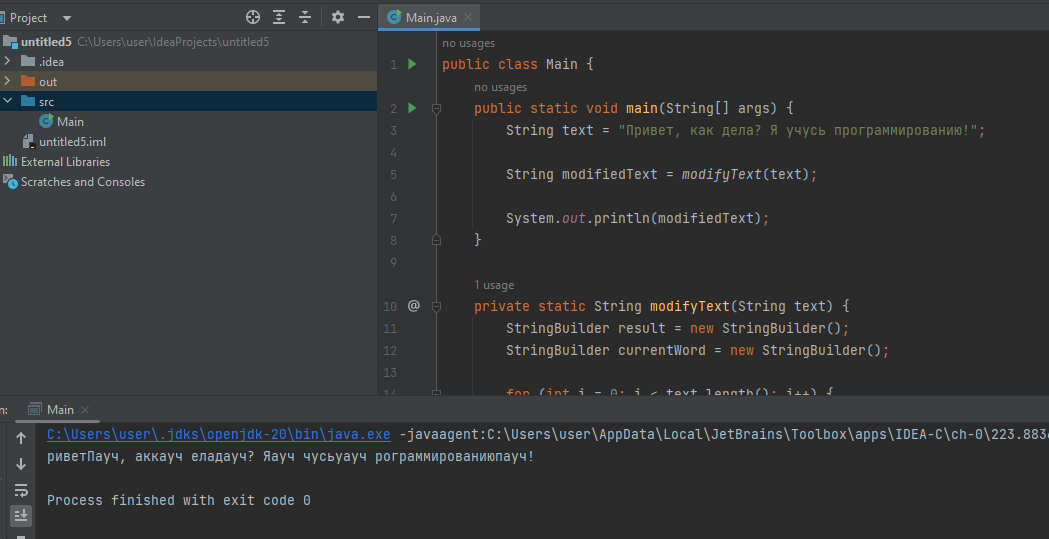 Project
Main.java
untitled5 C:\Users\user\IdeaProjects\untitled5
.idea
out
src
Main
untitled5.iml
External Libraries
Scratches and Consoles
no usages
1 public class Main {
no usages
2 public static void main(String[] args) {
3 String text = "Привет, как дела? Я учусь программированию!";
4
5 String modifiedText = modifyText(text);
6
7 System.out.println(modifiedText);
8 }
9
1 usage
10 @ private static String modifyText(String text) {
11 StringBuilder result = new StringBuilder();
12 StringBuilder currentWord = new StringBuilder();
13
14 for (int i = 0; i < text.length(); i++) {
n: Main
C:\Users\user\.jdks\openjdk-20\bin\java.exe -javaagent:C:\Users\user\AppData\Local\JetBrains\Toolbox\apps\IDEA-C\ch-0\223.883
риветПауч, аккауч еладауч? Яауч чусьуауч рограммированиюпауч!
Process finished with exit code 0